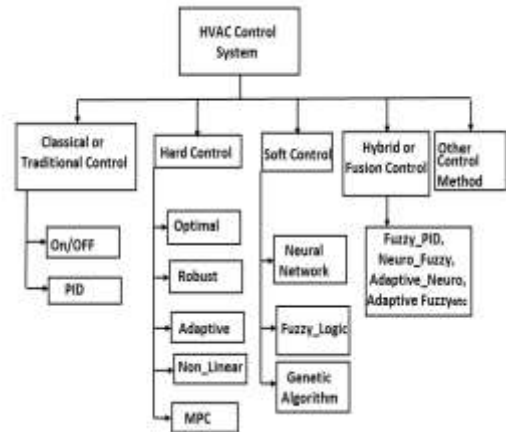 HVAC Control
System
Classical or
Traditional Control
Hard Control
Soft Control
Hybrid or
Fusion Control
Other
Control
Method
On/OFF
PID
Optimal
Robust
Adaptive
Non_Linear
MPC
Neural
Network
Fuzzy_Logic
Genetic
Algorithm
Fuzzy_PID,
Neuro_Fuzzy,
Adaptive_Neuro,
Adaptive Fuzzyetc